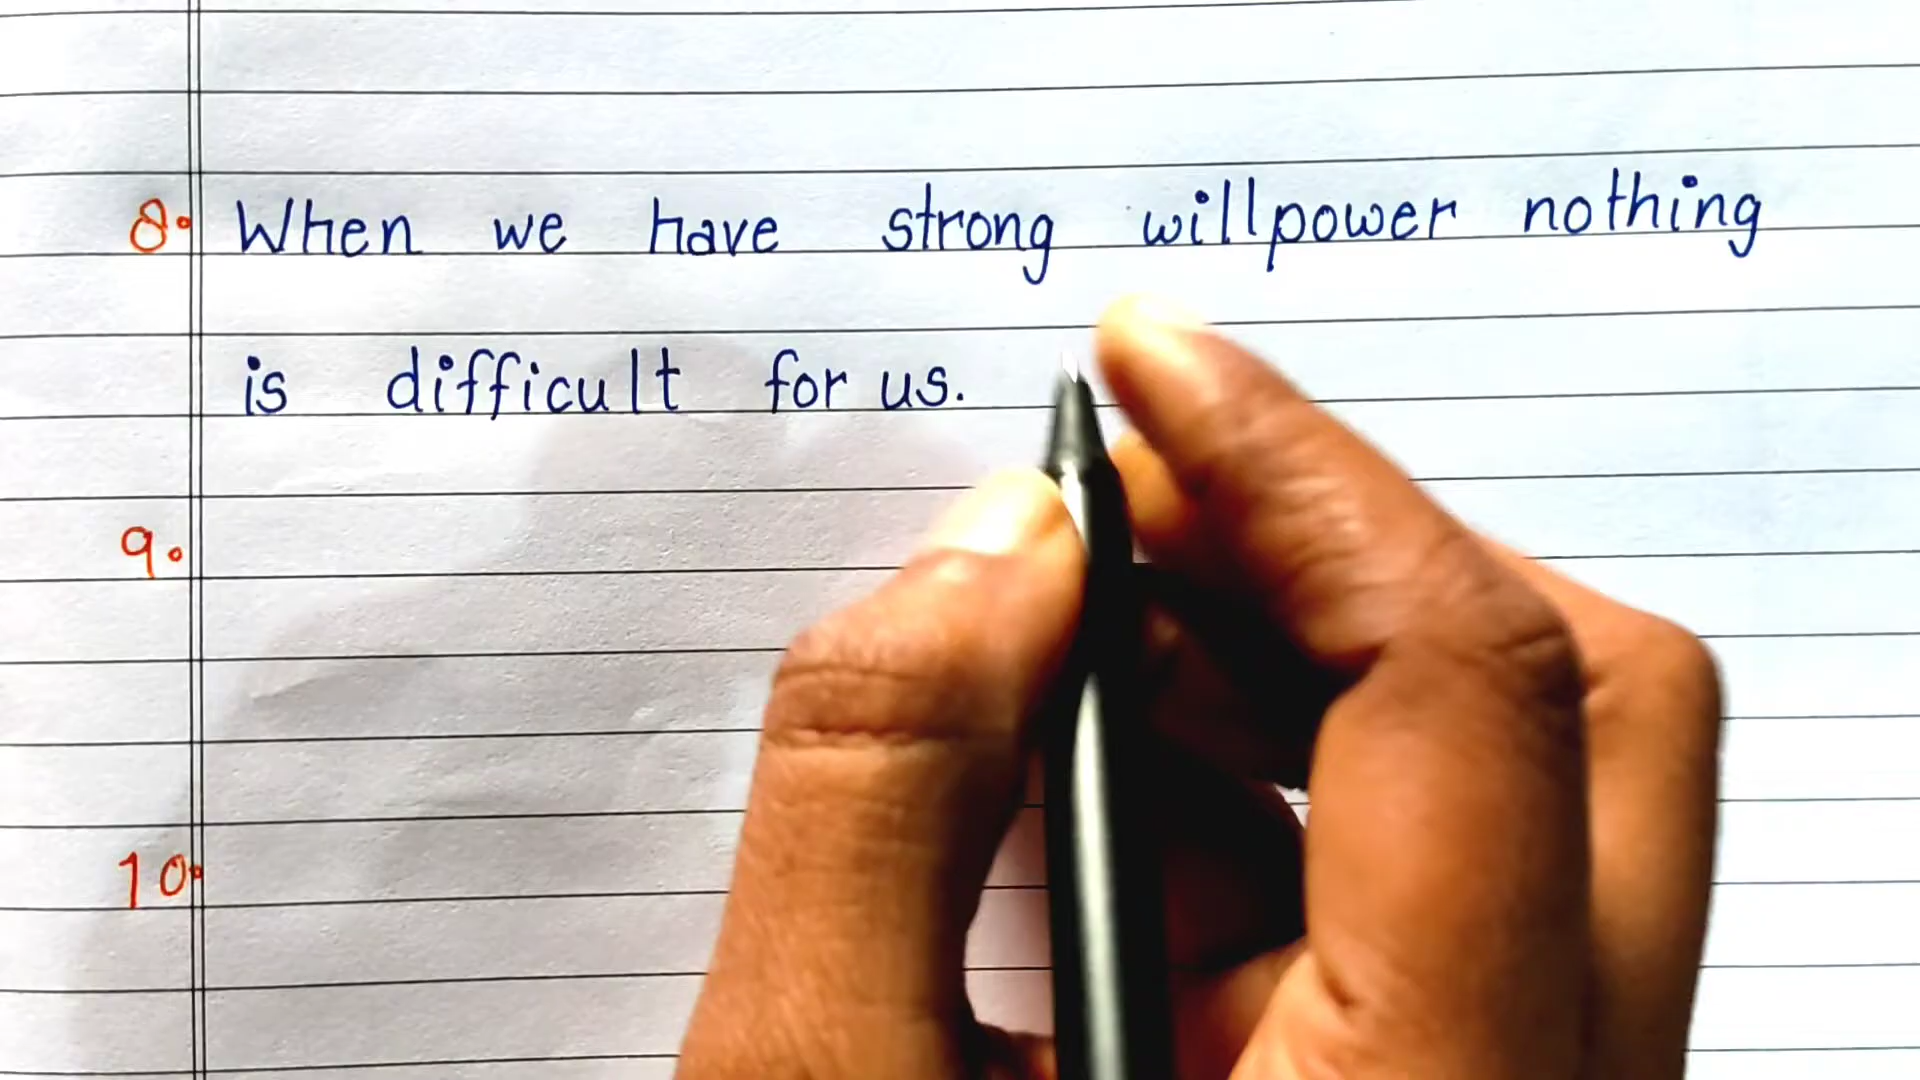 8. When we have strong willpower nothing
is difficult for us.
9.
10.